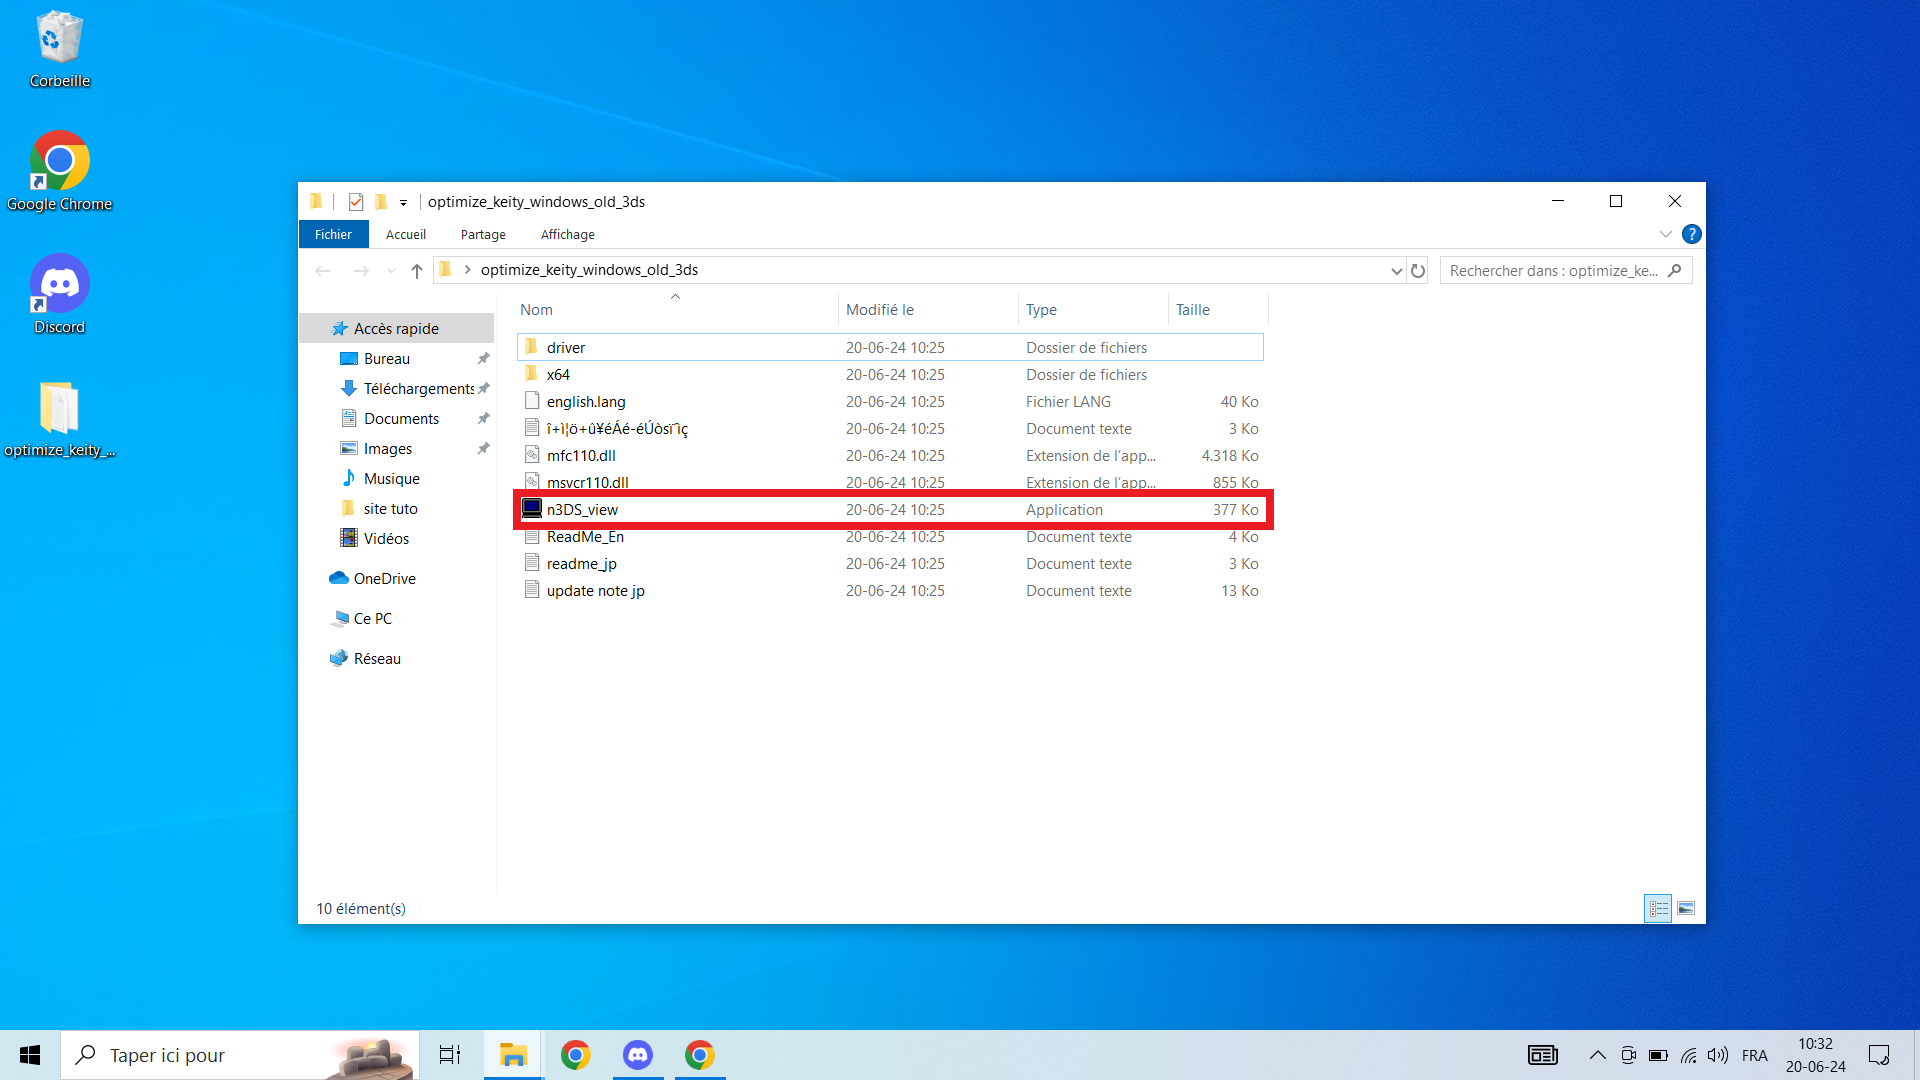 Corbeille
Google Chrome
Discord
optimize_keity_...
optimize_keity_windows_old_3ds
Fichier Accueil Partage Affichage
?
optimize_keity_windows_old_3ds
Rechercher dans : optimize_ke...
Nom Modifié le Type Taille
Accès rapide
Bureau
Téléchargements
Documents
Images
Musique
site tuto
Vidéos
OneDrive
Ce PC
Réseau
driver 20-06-24 10:25 Dossier de fichiers
x64 20-06-24 10:25 Dossier de fichiers
english.lang 20-06-24 10:25 Fichier LANG 40 Ko
20-06-24 10:25 Document texte 3 Ko
mfc110.dll 20-06-24 10:25 Extension de l'app... 4.318 Ko
msvcr110.dll 20-06-24 10:25 Extension de l'app... 855 Ko
n3DS_view 20-06-24 10:25 Application 377 Ko
ReadMe_En 20-06-24 10:25 Document texte 4 Ko
readme_jp 20-06-24 10:25 Document texte 3 Ko
update note jp 20-06-24 10:25 Document texte 13 Ko
10 élément(s)
Taper ici pour
FRA
10:32
20-06-24